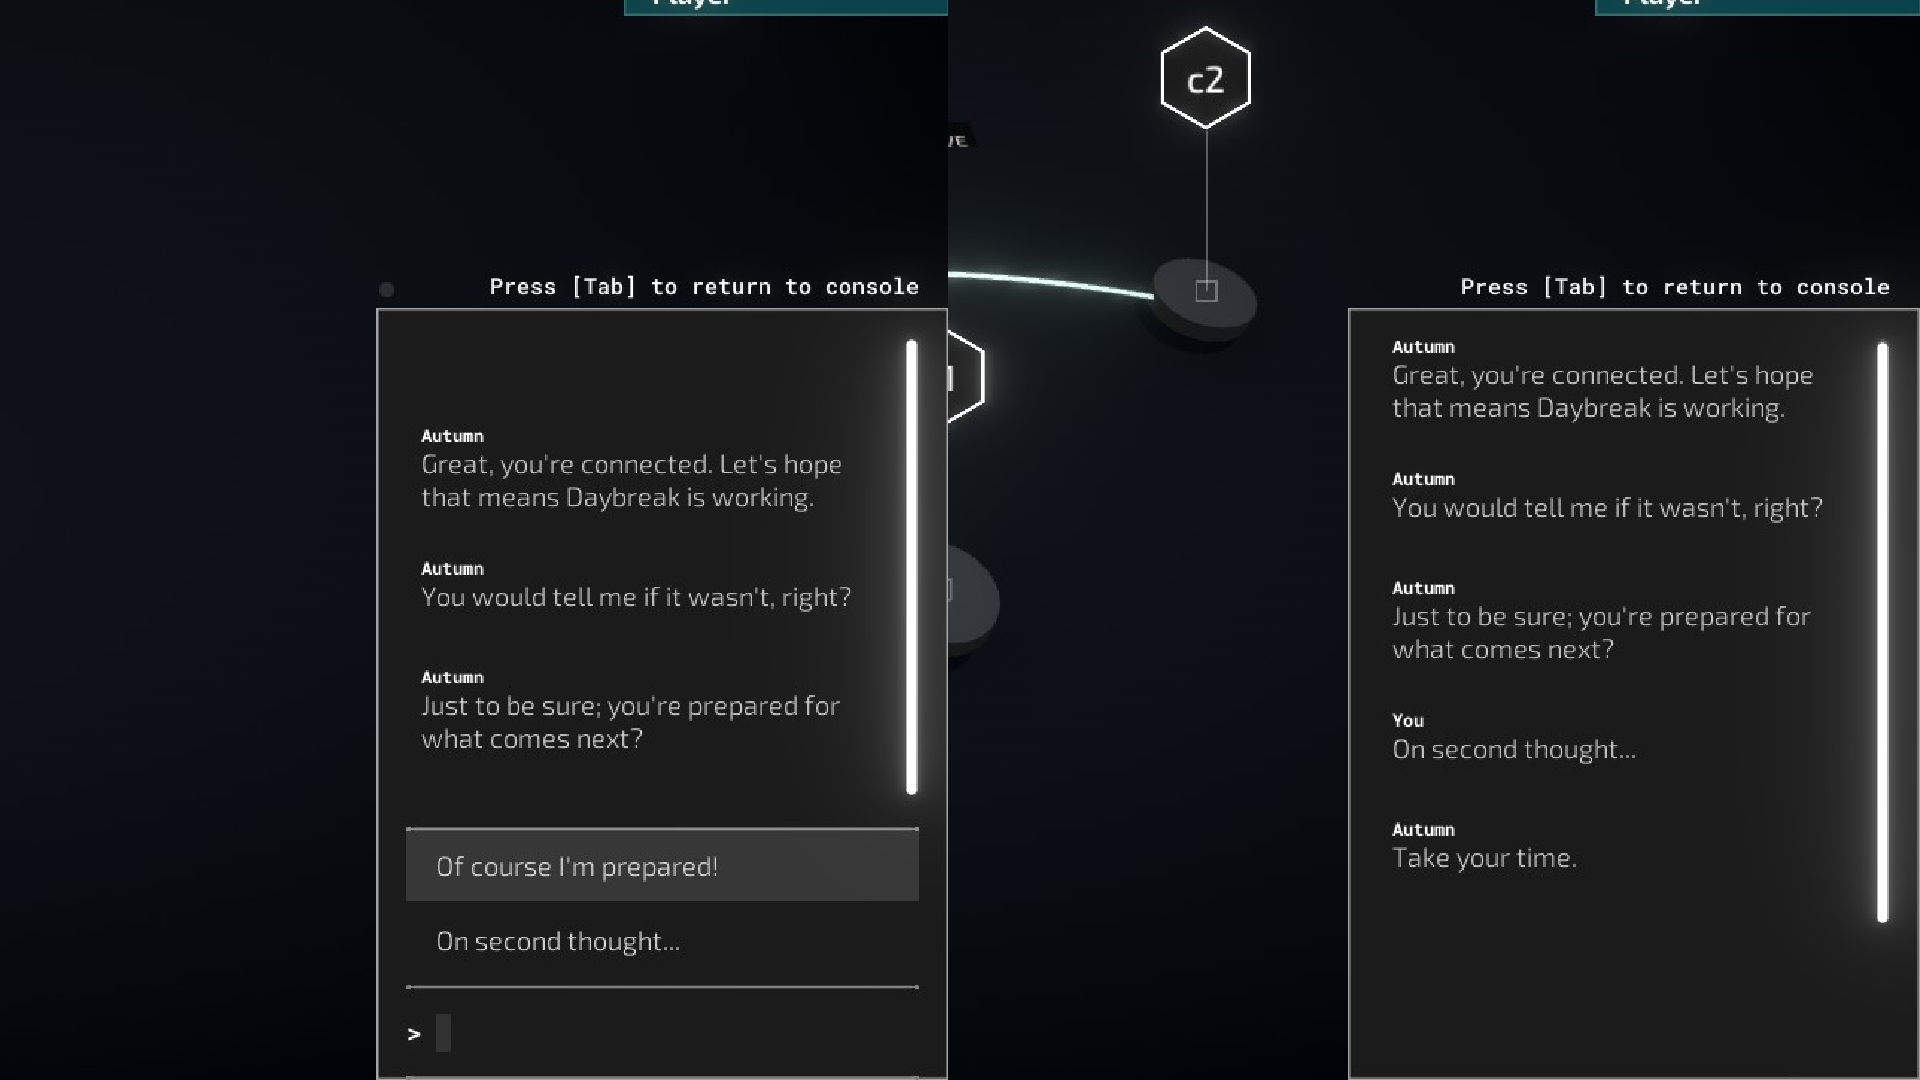 Player
Press [Tab] to return to console
Autumn
Great, you're connected. Let's hope
that means Daybreak is working.
Autumn
You would tell me if it wasn't, right?
Autumn
Just to be sure; you're prepared for
what comes next?
Of course I'm prepared!
On second thought...
>
Player
c2
Press [Tab] to return to console
Autumn
Great, you're connected. Let's hope
that means Daybreak is working.
Autumn
You would tell me if it wasn't, right?
Autumn
Just to be sure; you're prepared for
what comes next?
You
On second thought...
Autumn
Take your time.